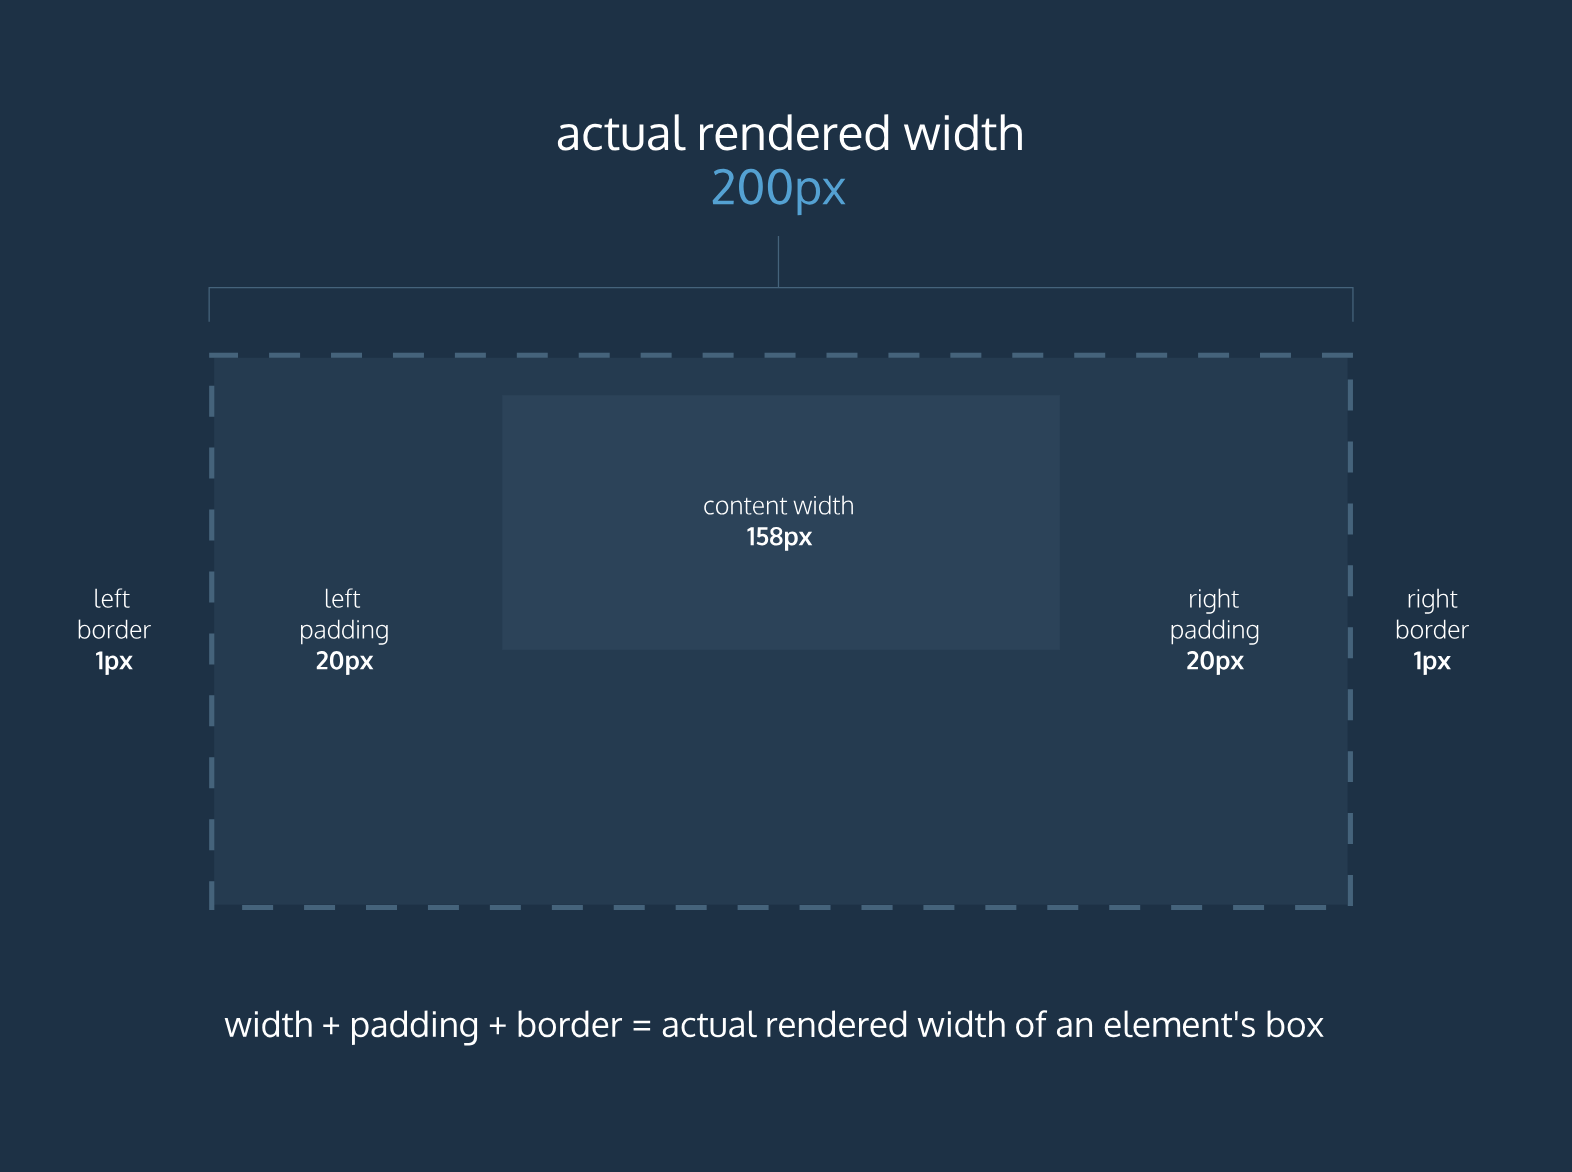 actual rendered width
200px
content width
158px
left
border
1px
left
padding
20px
right
padding
20px
right
border
1px
width + padding + border = actual rendered width of an element's box